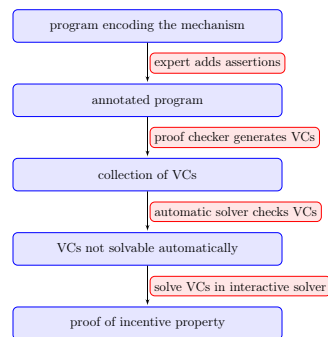 program encoding the mechanism
expert adds assertions
annotated program
proof checker generates VCs
collection of VCs
automatic solver checks VCs
VCs not solvable automatically
solve VCs in interactive solver
proof of incentive property